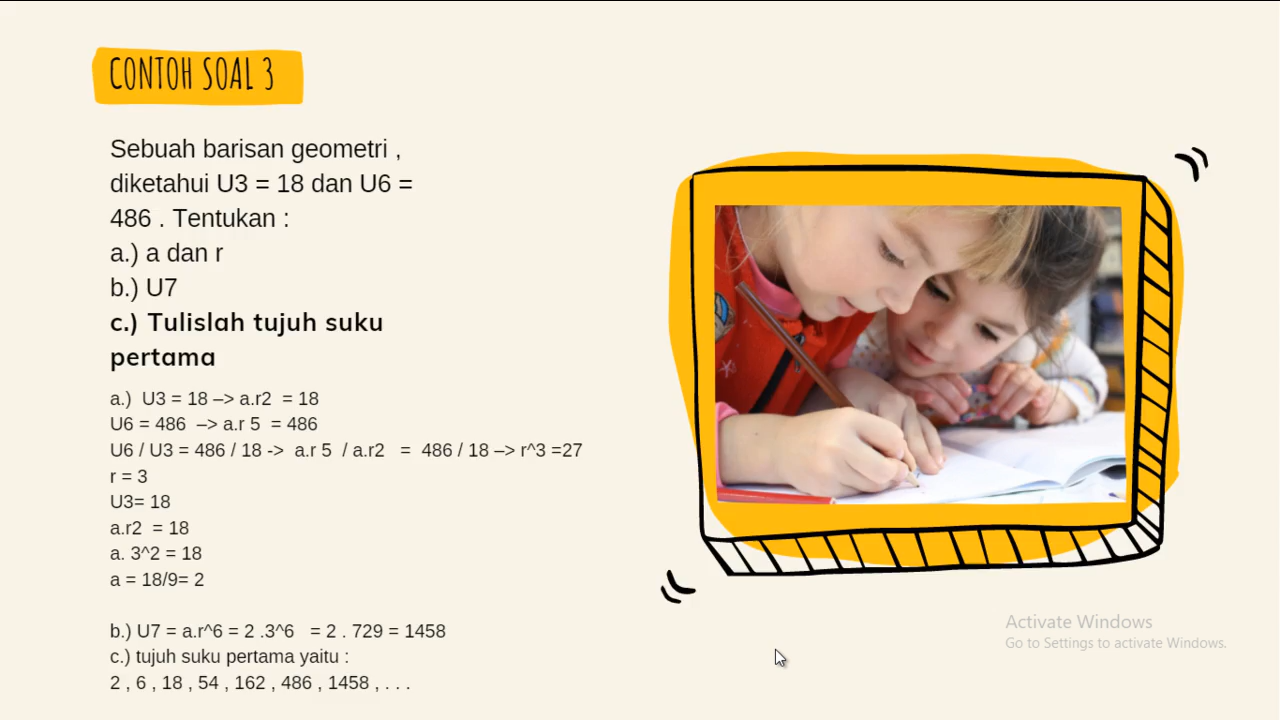 CONTOH SOAL 3
Sebuah barisan geometri ,
diketahui U3 = 18 dan U6 =
486 . Tentukan :
a.) a dan r
b.) U7
c.) Tulislah tujuh suku
pertama
a.)  U3 = 18 –> a.r2  = 18
U6 = 486  –> a.r 5  = 486
U6 / U3 = 486 / 18 ->  a.r 5  / a.r2   =  486 / 18 –> r^3 =27
r = 3
U3= 18
a.r2  = 18
a. 3^2 = 18
a = 18/9= 2
b.) U7 = a.r^6 = 2 .3^6   = 2 . 729 = 1458
c.) tujuh suku pertama yaitu :
2 , 6 , 18 , 54 , 162 , 486 , 1458 , . . .
Activate Windows
Go to Settings to activate Windows.